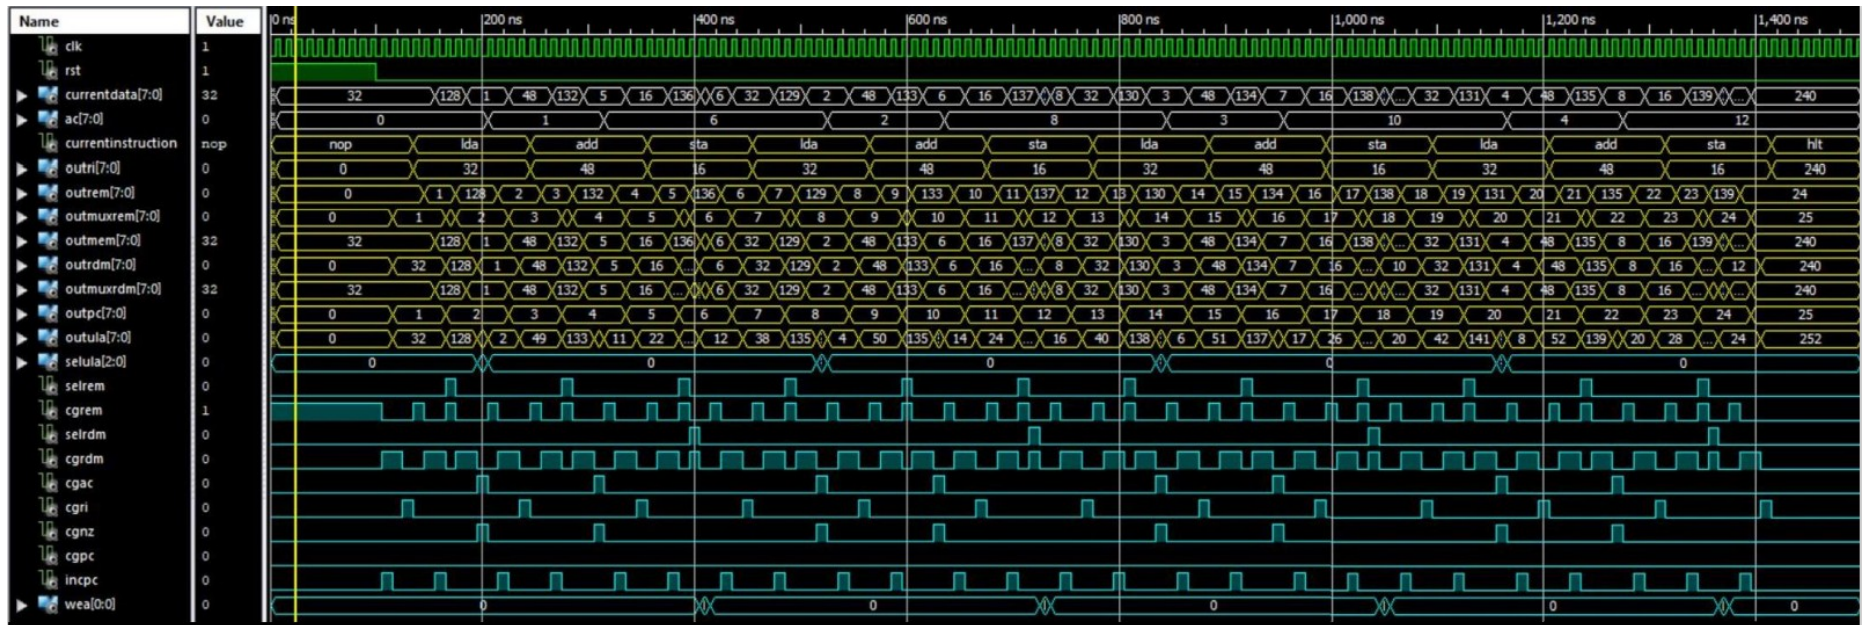 Name Value 0 ns 200 ns 400 ns 600 ns 800 ns 1,000 ns 1,200 ns 1,400 ns
clk 1
rst 1
currentdata[7:0] 32 32 128 1 48 132 5 16 136 6 32 129 2 48 133 6 16 137 8 32 130 3 48 134 7 16 138 ... 32 131 4 48 135 8 16 139 ... 240
ac[7:0] 0 0 1 6 2 8 3 10 4 12
currentinstruction nop nop lda add sta lda add sta lda add sta lda add sta hlt
outri[7:0] 0 0 32 48 16 32 48 16 32 48 16 32 48 16 240
outrem[7:0] 0 0 1 128 2 3 132 4 5 136 6 7 129 8 9 133 10 11 137 12 13 130 14 15 134 16 17 138 18 19 131 20 21 135 22 23 139 24
outmuxrem[7:0] 0 0 1 2 3 4 5 6 7 8 9 10 11 12 13 14 15 16 17 18 19 20 21 22 23 24 25
outmem[7:0] 32 32 128 1 48 132 5 16 136 6 32 129 2 48 133 6 16 137 8 32 130 3 48 134 7 16 138 ... 32 131 4 48 135 8 16 139 ... 240
outrdm[7:0] 0 0 32 128 1 48 132 5 16 ... 6 32 129 2 48 133 6 16 ... 8 32 130 3 48 134 7 16 ... 10 32 131 4 48 135 8 16 ... 12 240
outmuxrdm[7:0] 32 32 128 1 48 132 5 16 ... 6 32 129 2 48 133 6 16 ... 8 32 130 3 48 134 7 16 ... ... 32 131 4 48 135 8 16 ... ... 240
outpc[7:0] 0 0 1 2 3 4 5 6 7 8 9 10 11 12 13 14 15 16 17 18 19 20 21 22 23 24 25
outula[7:0] 0 0 32 128 2 49 133 11 22 ... 12 38 135 4 50 135 14 24 ... 16 40 138 6 51 137 17 26 ... 20 42 141 8 52 139 20 28 ... 24 252
selula[2:0] 0 0 0 0 0 0
selrem 0
cgrem 1
selrdm 0
cgrdm 0
cgac 0
cgri 0
cgnz 0
cgpc 0
incpc 0
wea[0:0] 0 0 0 0 0 0